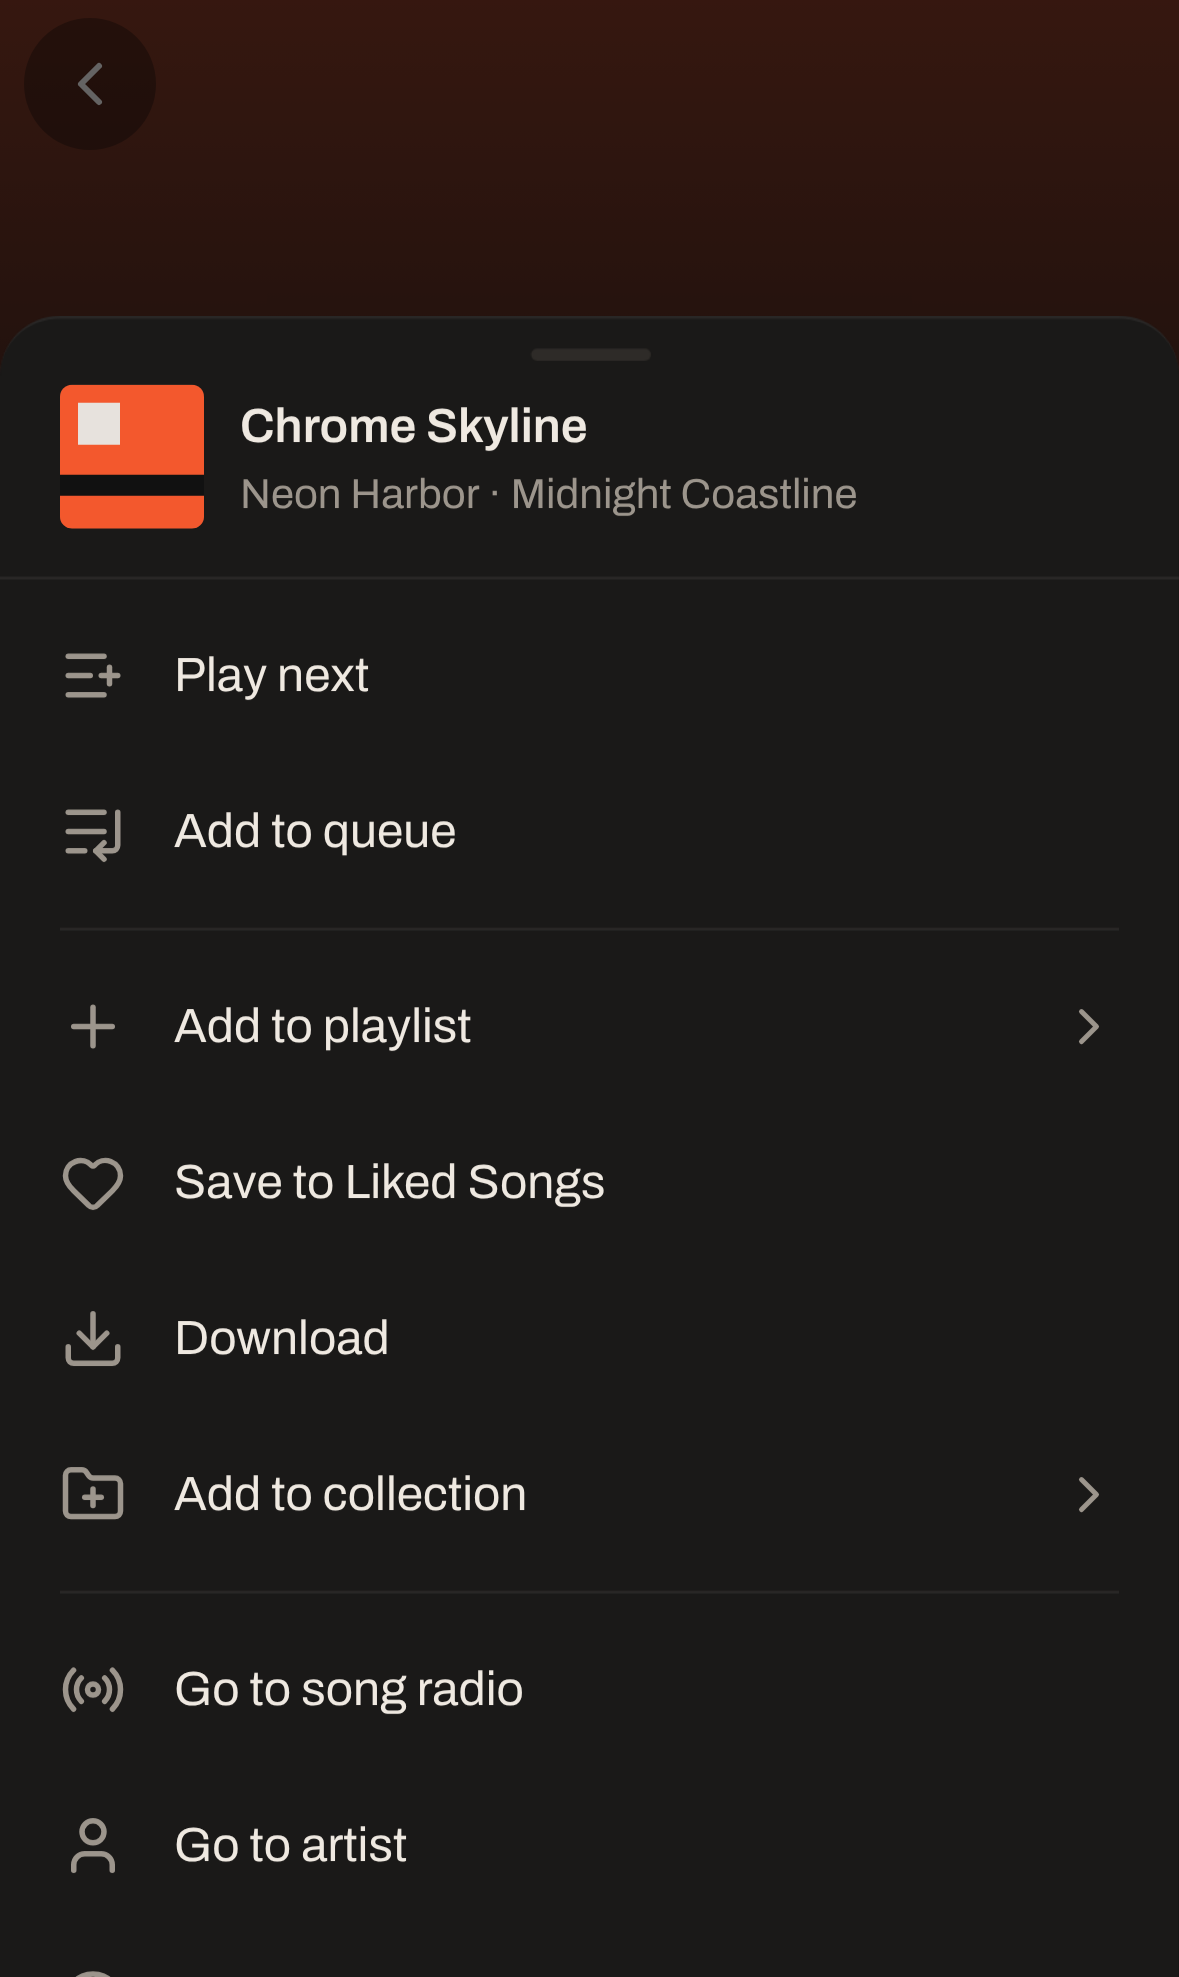 Chrome Skyline
Neon Harbor · Midnight Coastline
Play next
Add to queue
Add to playlist
Save to Liked Songs
Download
Add to collection
Go to song radio
Go to artist